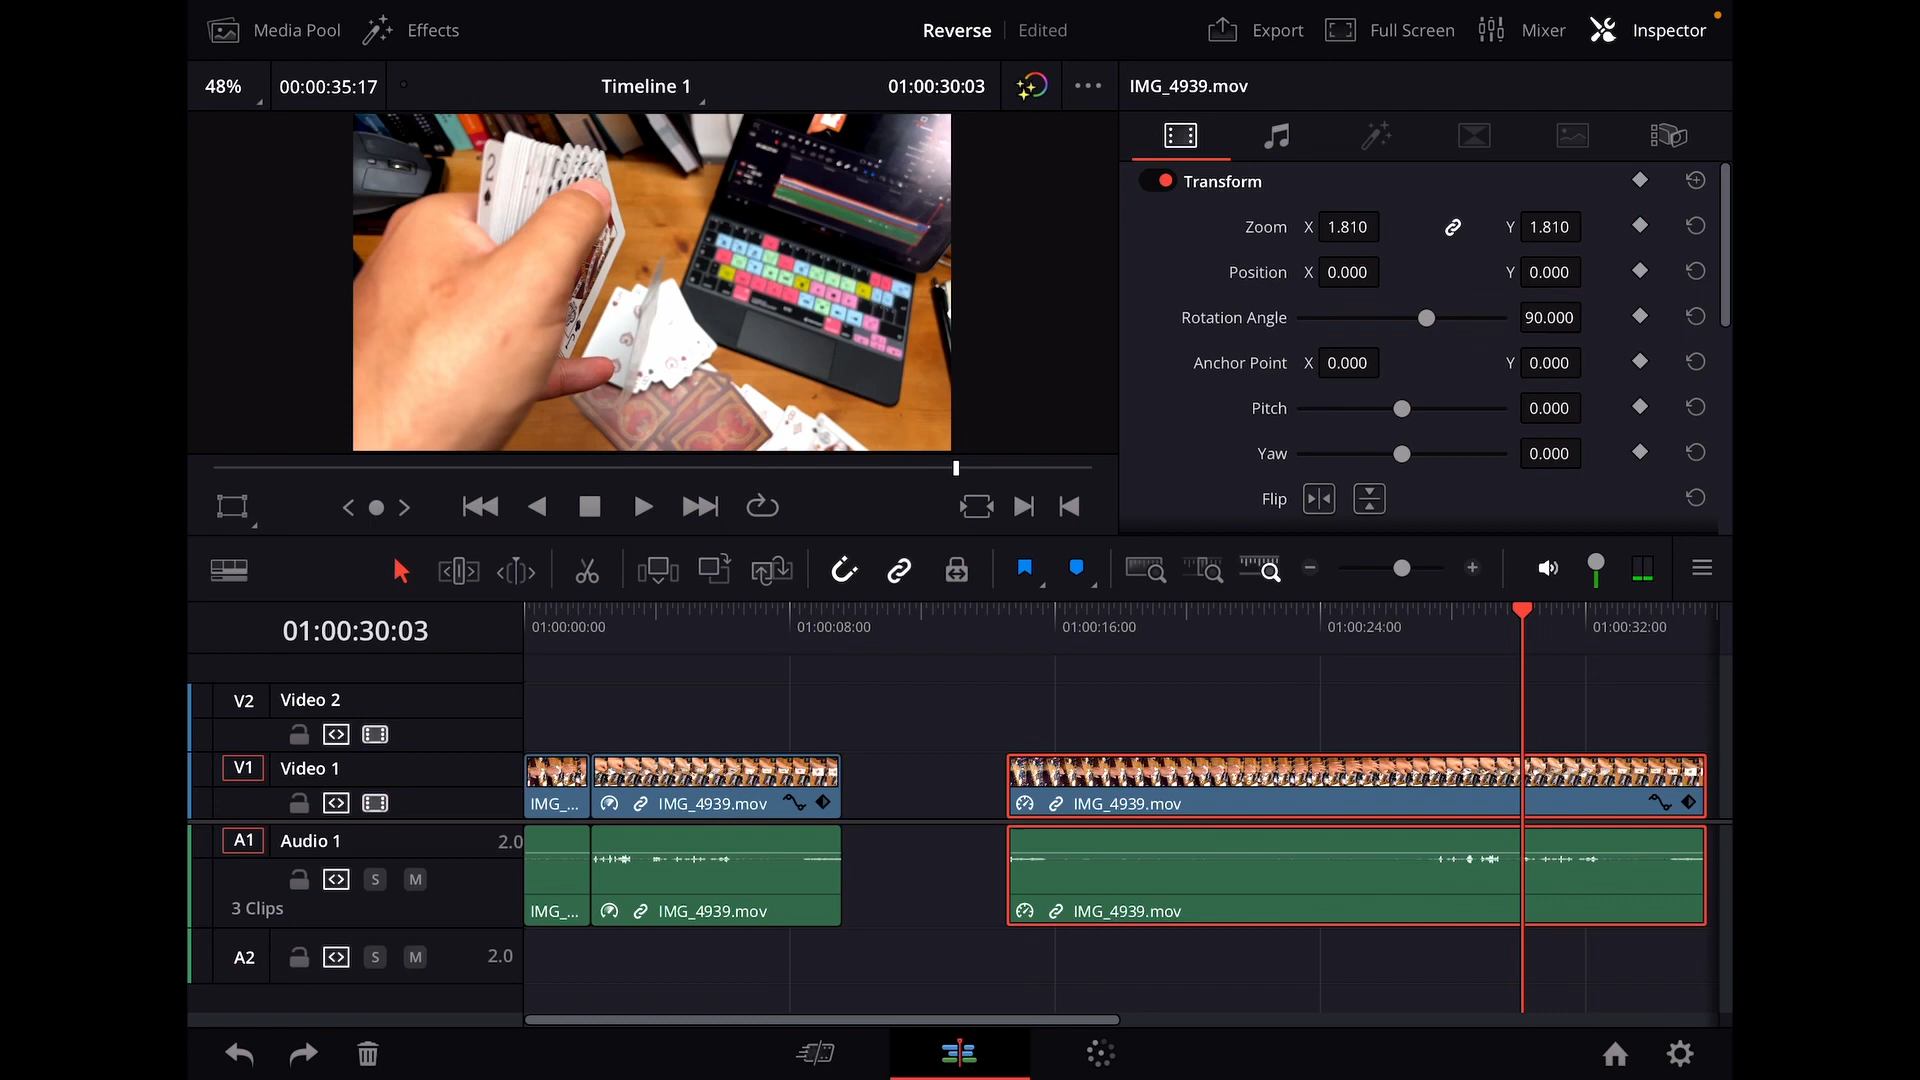 Media Pool
Effects
Reverse
Edited
Export
Full Screen
Mixer
Inspector
48%
00:00:35:17
Timeline 1
01:00:30:03
IMG_4939.mov
Transform
Zoom X 1.810 Y 1.810
Position X 0.000 Y 0.000
Rotation Angle 90.000
Anchor Point X 0.000 Y 0.000
Pitch 0.000
Yaw 0.000
Flip
01:00:30:03
01:00:00:00
01:00:08:00
01:00:16:00
01:00:24:00
01:00:32:00
V2 Video 2
V1 Video 1
IMG_...
IMG_4939.mov
IMG_4939.mov
A1 Audio 1 2.0
S M
3 Clips
IMG_...
IMG_4939.mov
IMG_4939.mov
A2 S M 2.0